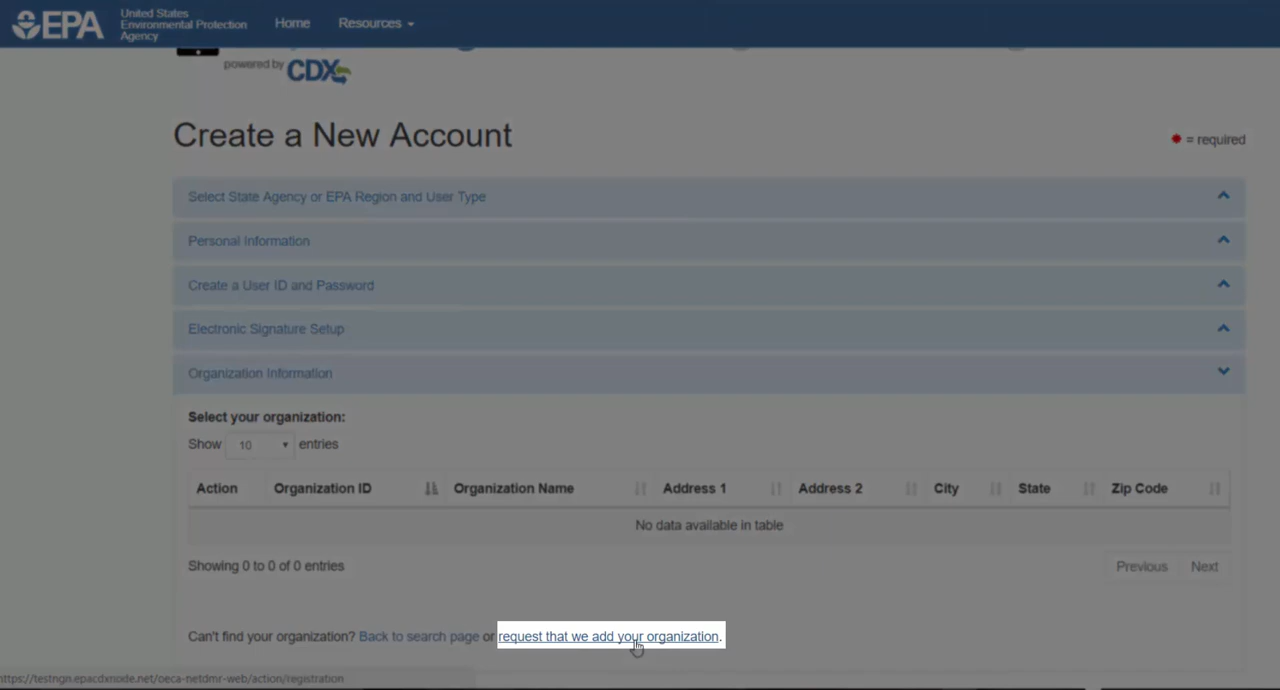 EPA
United States
Environmental Protection
Agency
Home
Resources
powered by CDX
Create a New Account
= required
Select State Agency or EPA Region and User Type
Personal Information
Create a User ID and Password
Electronic Signature Setup
Organization Information
Select your organization:
Show 10 entries
Action Organization ID Organization Name Address 1 Address 2 City State Zip Code
No data available in table
Showing 0 to 0 of 0 entries
Previous Next
Can't find your organization? Back to search page or request that we add your organization.
https://testngn.epacdxnode.net/oeca-netdmr-web/action/registration